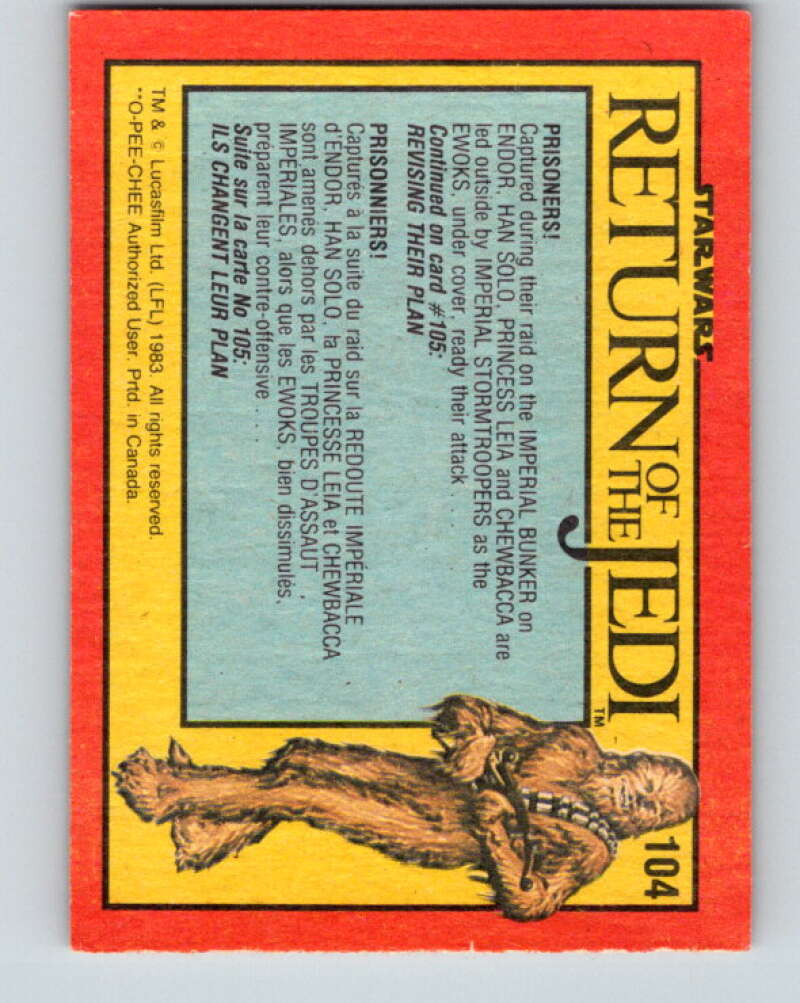 STAR WARS
RETURN OF THE JEDI™
104
PRISONERS!
Captured during their raid on the IMPERIAL BUNKER on
ENDOR, HAN SOLO, PRINCESS LEIA and CHEWBACCA are
led outside by IMPERIAL STORMTROOPERS as the
EWOKS, under cover, ready their attack . . .
Continued on card #105:
REVISING THEIR PLAN
PRISONNIERS!
Capturés à la suite du raid sur la REDOUTE IMPÉRIALE
d'ENDOR, HAN SOLO, la PRINCESSE LEIA et CHEWBACCA
sont amenés dehors par les TROUPES D'ASSAUT
IMPÉRIALES, alors que les EWOKS, bien dissimulés,
préparent leur contre-offensive . . . .
Suite sur la carte No 105:
ILS CHANGENT LEUR PLAN
TM & © Lucasfilm Ltd. (LFL) 1983. All rights reserved.
**O-PEE-CHEE Authorized User. Prtd. in Canada.